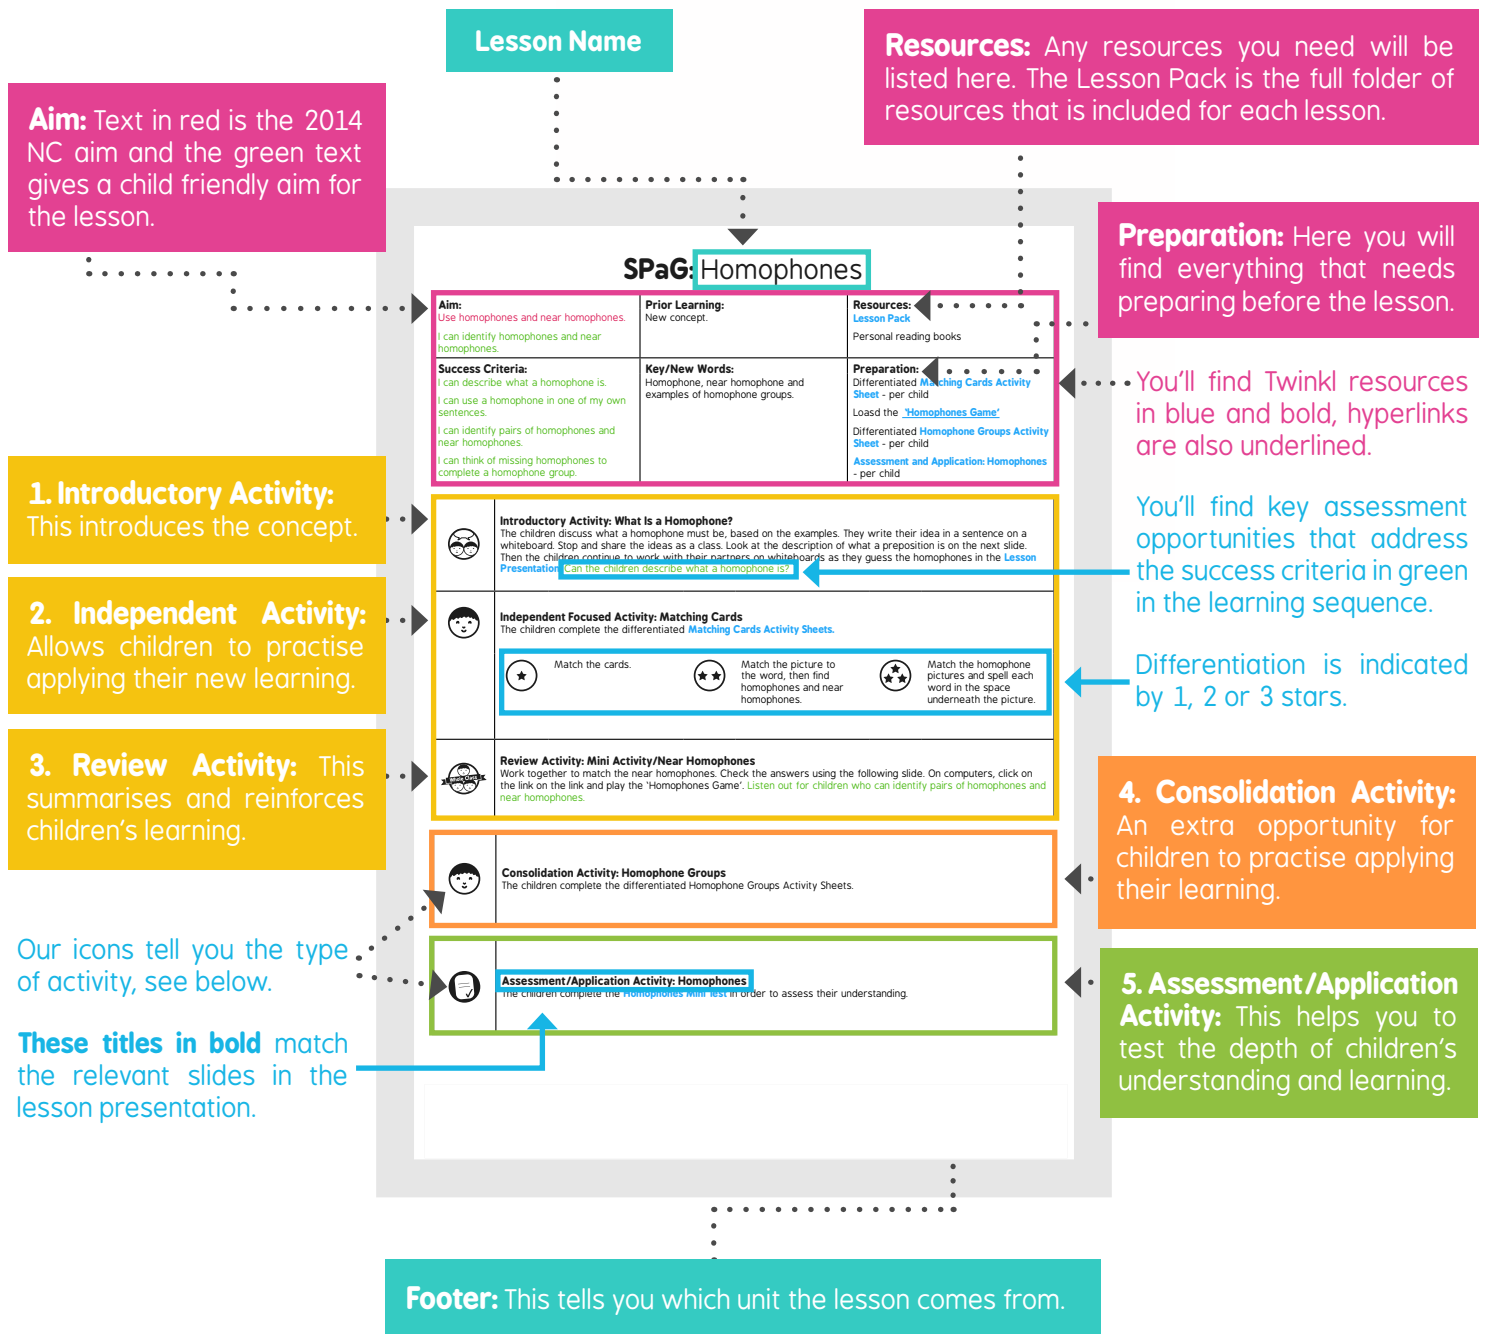 Lesson Name
Resources: Any resources you need will be
listed here. The Lesson Pack is the full folder of
resources that is included for each lesson.
Aim: Text in red is the 2014
NC aim and the green text
gives a child friendly aim for
the lesson.
Preparation: Here you will
find everything that needs
preparing before the lesson.
SPaG: Homophones
Aim:
Use homophones and near homophones.
I can identify homophones and near
homophones.
Prior Learning:
New concept.
Resources:
Lesson Pack
Personal reading books
Success Criteria:
I can describe what a homophone is.
I can use a homophone in one of my own
sentences.
I can identify pairs of homophones and
near homophones.
I can think of missing homophones to
complete a homophone group.
Key/New Words:
Homophone, near homophone and
examples of homophone groups.
Preparation:
Differentiated Matching Cards Activity
Sheet - per child
Loasd the 'Homophones Game'
Differentiated Homophone Groups Activity
Sheet - per child
Assessment and Application: Homophones
- per child
You'll find Twinkl resources
in blue and bold, hyperlinks
are also underlined.
1. Introductory Activity:
This introduces the concept.
Introductory Activity: What Is a Homophone?
The children discuss what a homophone must be, based on the examples. They write their idea in a sentence on a
whiteboard. Stop and share the ideas as a class. Look at the description of what a preposition is on the next slide.
Then the children continue to work with their partners on whiteboards as they guess the homophones in the Lesson
Presentation. Can the children describe what a homophone is?
You'll find key assessment
opportunities that address
the success criteria in green
in the learning sequence.
2. Independent Activity:
Allows children to practise
applying their new learning.
Independent Focused Activity: Matching Cards
The children complete the differentiated Matching Cards Activity Sheets.
Match the cards.
Match the picture to
the word, then find
homophones and near
homophones.
Match the homophone
pictures and spell each
word in the space
underneath the picture.
Differentiation is indicated
by 1, 2 or 3 stars.
3. Review Activity: This
summarises and reinforces
children's learning.
Whole Class
Review Activity: Mini Activity/Near Homophones
Work together to match the near homophones. Check the answers using the following slide. On computers, click on
the link on the link and play the 'Homophones Game'. Listen out for children who can identify pairs of homophones and
near homophones.
4. Consolidation Activity:
An extra opportunity for
children to practise applying
their learning.
Consolidation Activity: Homophone Groups
The children complete the differentiated Homophone Groups Activity Sheets.
Our icons tell you the type
of activity, see below.
Assessment/Application Activity: Homophones
The children complete the Homophones Mini Test in order to assess their understanding.
5. Assessment/Application
Activity: This helps you to
test the depth of children's
understanding and learning.
These titles in bold match
the relevant slides in the
lesson presentation.
Footer: This tells you which unit the lesson comes from.